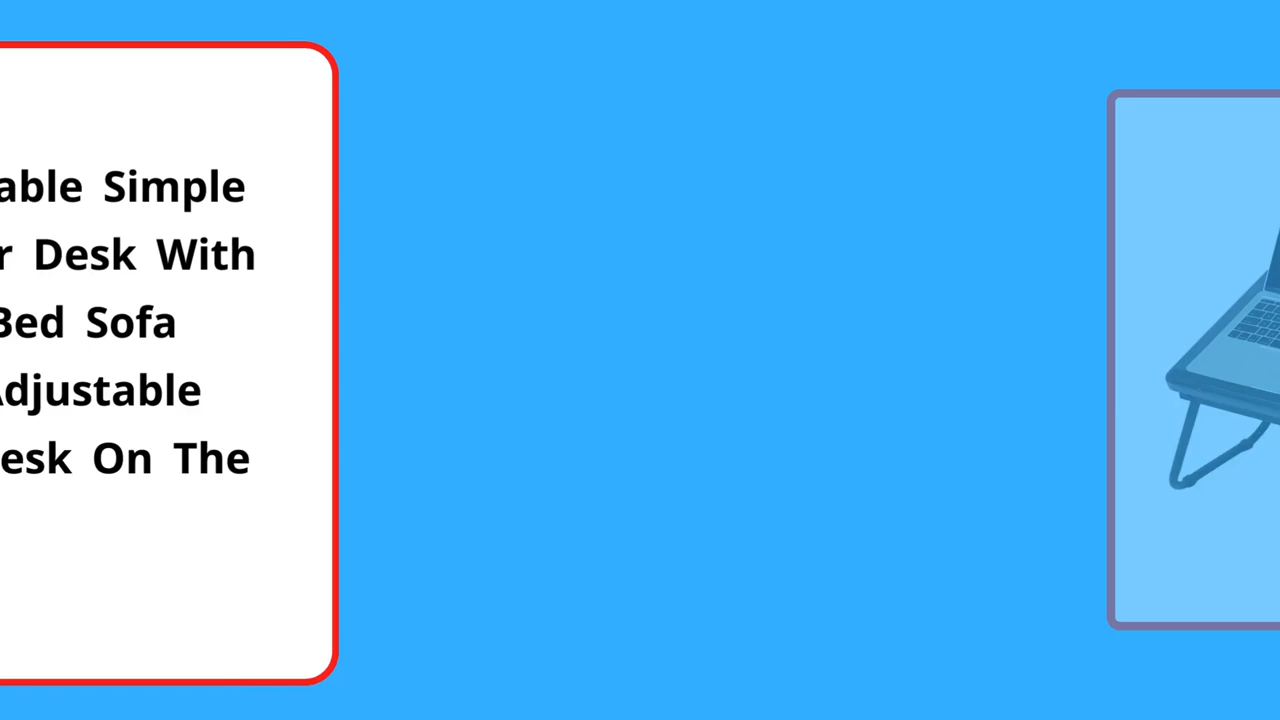 able Simple
r Desk With
Bed Sofa
Adjustable
esk On The